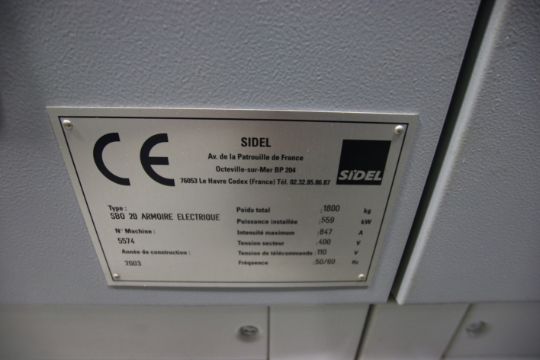 CE
SIDEL
Av. de la Patrouille de France
Octeville-sur-Mer BP 204
76053 Le Havre Cedex (France) Tél. 02.32.85.86.87
SIDEL
Type :
SBO 20 ARMOIRE ELECTRIQUE
N° Machine :
5574
Année de construction :
Poids total : 1800 kg
Puissance installée : 559 kW
Intensité maximum : 847 A
Tension secteur : 400 V
Tension de télécommande : 110 V
Fréquence : 50/60 Hz